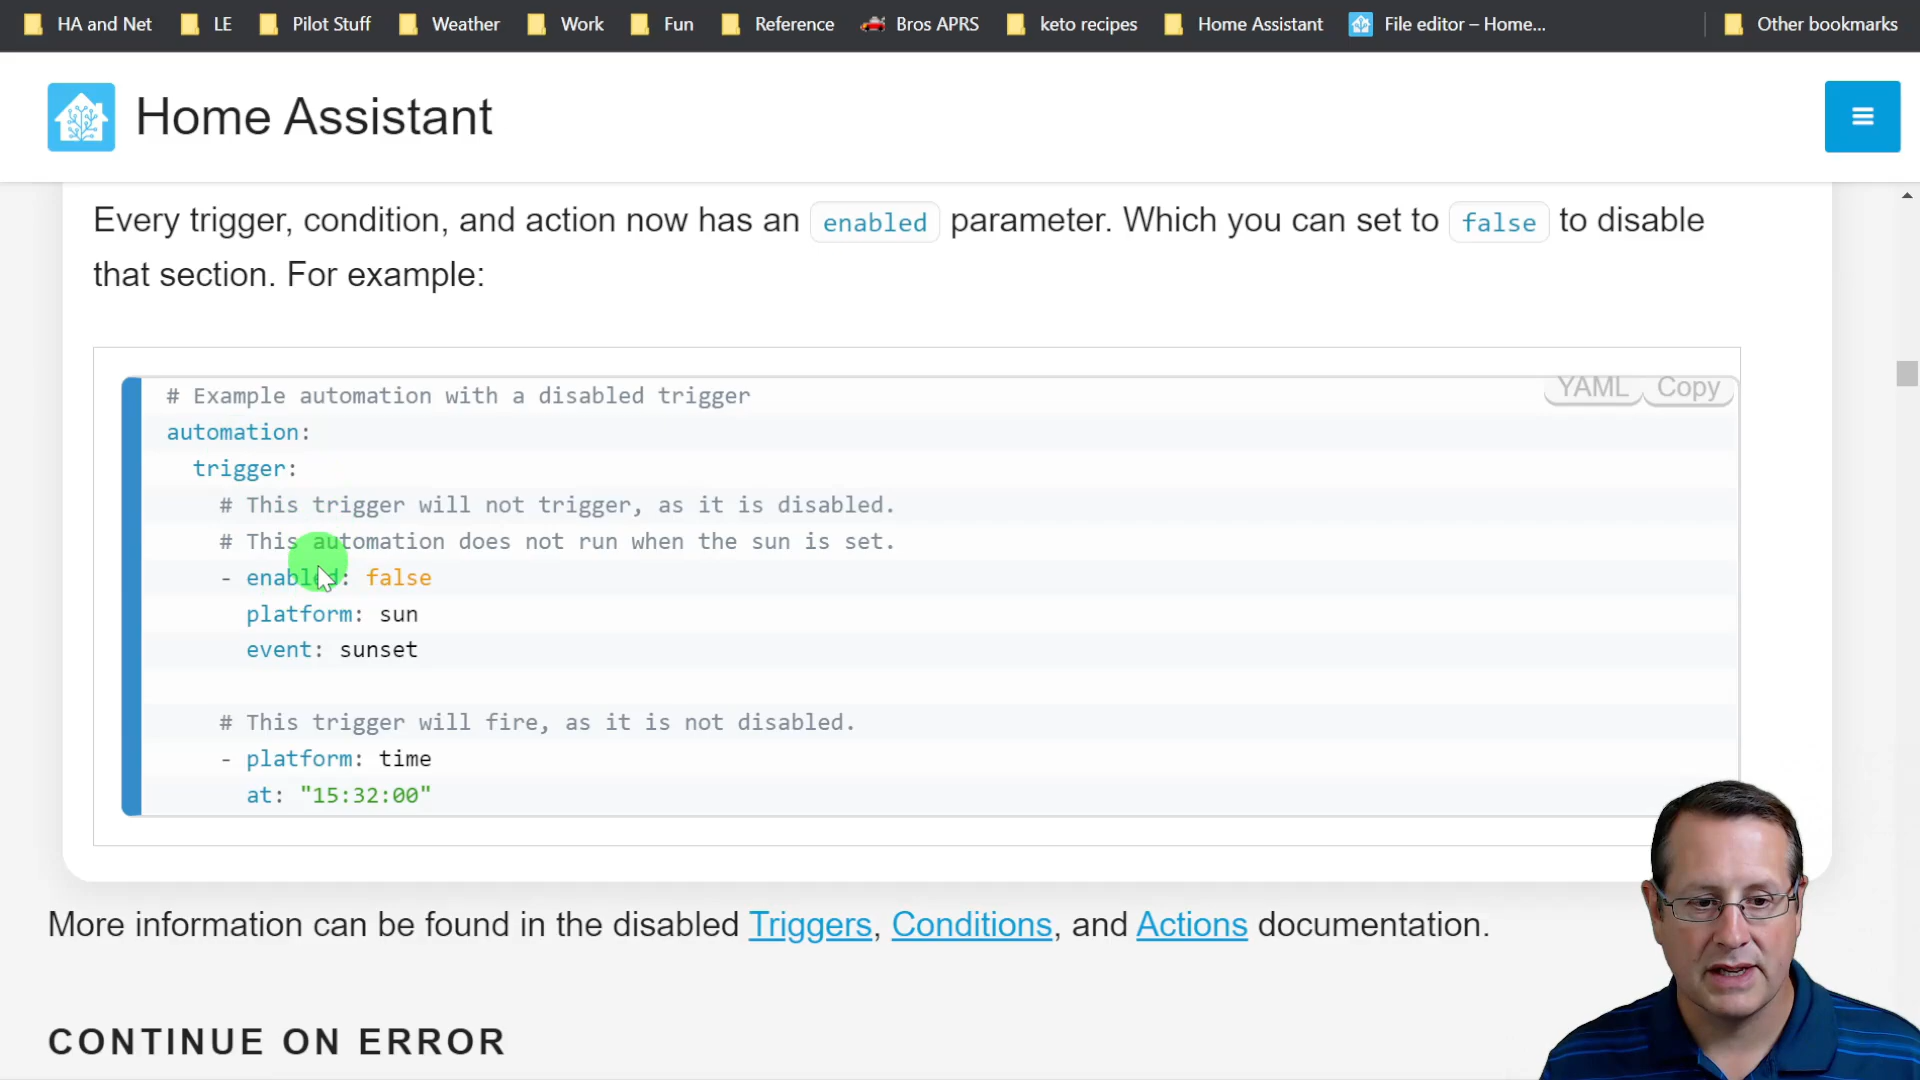 HA and Net LE Pilot Stuff Weather Work Fun Reference Bros APRS keto recipes Home Assistant File editor – Home... Other bookmarks
Home Assistant
Every trigger, condition, and action now has an enabled parameter. Which you can set to false to disable
that section. For example:
YAML Copy
# Example automation with a disabled trigger
automation:
trigger:
# This trigger will not trigger, as it is disabled.
# This automation does not run when the sun is set.
- enabled: false
platform: sun
event: sunset
# This trigger will fire, as it is not disabled.
- platform: time
at: "15:32:00"
More information can be found in the disabled Triggers, Conditions, and Actions documentation.
CONTINUE ON ERROR